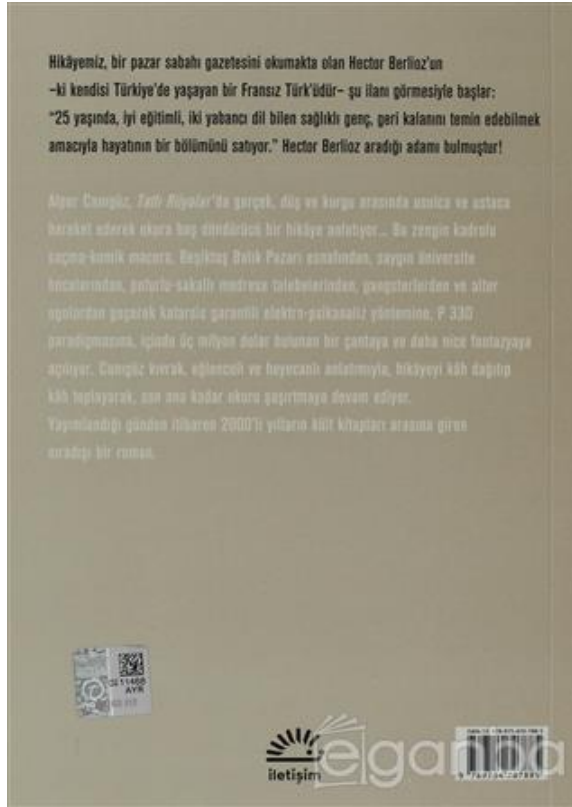 Hikâyemiz, bir pazar sabahı gazetesini okumakta olan Hector Berlioz'un
–ki kendisi Türkiye'de yaşayan bir Fransız Türk'üdür– şu ilanı görmesiyle başlar:
"25 yaşında, iyi eğitimli, iki yabancı dil bilen sağlıklı genç, geri kalanını temin edebilmek
amacıyla hayatının bir bölümünü satıyor." Hector Berlioz aradığı adamı bulmuştur!
Alper Canıgüz, Tatlı Rüyalar'da gerçek, düş ve kurgu arasında usulca ve ustaca
hareket ederek okura baş döndürücü bir hikâye anlatıyor... Bu zengin kadrolu
saçma-komik macera, Beşiktaş Balık Pazarı esnafından, saygın üniversite
hocalarından, poturlu-sakallı medrese talebelerinden, gangsterlerden ve alter
egolardan geçerek katarsis garantili elektro-psikanaliz yöntemine, P 330
paradigmasına, içinde üç milyon dolar bulunan bir çantaya ve daha nice fantazyaya
açılıyor. Canıgüz kıvrak, eğlenceli ve heyecanlı anlatımıyla, hikâyeyi kâh dağıtıp
kâh toplayarak, son ana kadar okuru şaşırtmaya devam ediyor.
Yayımlandığı günden itibaren 2000'li yılların kült kitapları arasına giren
sıradışı bir roman.
11468
AYR
iletişim
eganba